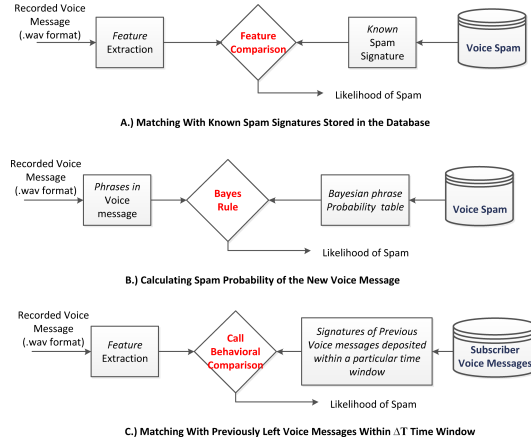 Recorded Voice
Message
(.wav format)
Feature
Extraction
Feature
Comparison
Known
Spam
Signature
Voice Spam
Likelihood of Spam
A.) Matching With Known Spam Signatures Stored in the Database
Recorded Voice
Message
(.wav format)
Phrases in
Voice
message
Bayes
Rule
Bayesian phrase
Probability table
Voice Spam
Likelihood of Spam
B.) Calculating Spam Probability of the New Voice Message
Recorded Voice
Message
(.wav format)
Feature
Extraction
Call
Behavioral
Comparison
Signatures of Previous
Voice messages deposited
within a particular time
window
Subscriber
Voice Messages
Likelihood of Spam
C.) Matching With Previously Left Voice Messages Within ΔT Time Window